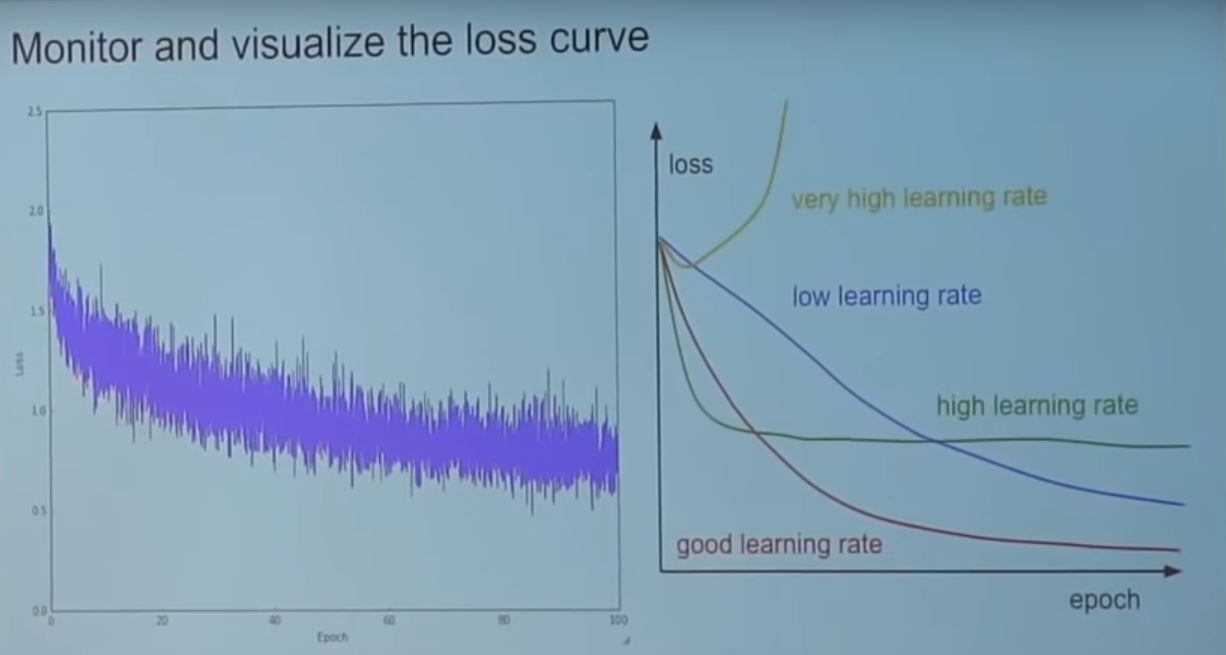 Monitor and visualize the loss curve
2.5
2.0
1.5
1.0
0.5
0.0
Loss
0
20
40
60
80
100
Epoch
loss
very high learning rate
low learning rate
high learning rate
good learning rate
epoch